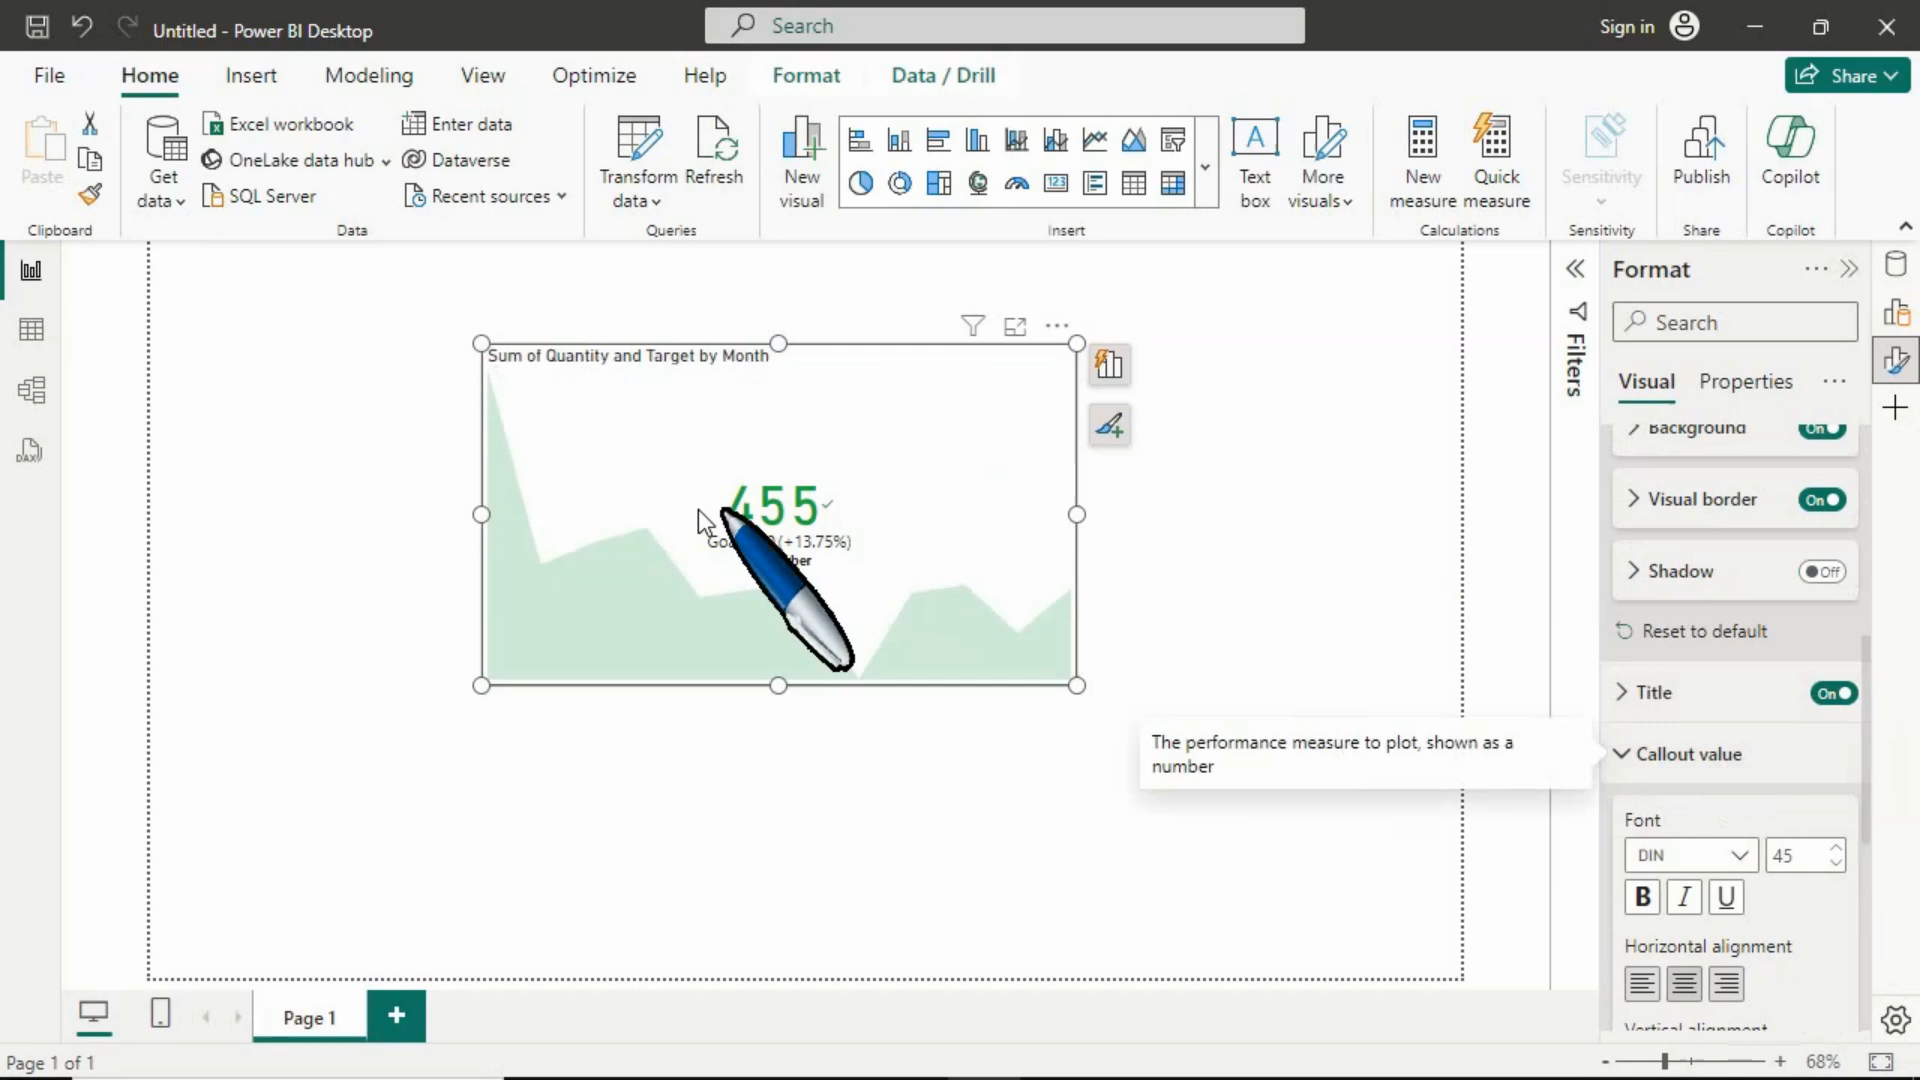 Untitled - Power BI Desktop
Search
Sign in
File
Home
Insert
Modeling
View
Optimize
Help
Format
Data / Drill
Share
Paste
Clipboard
Get
data
Excel workbook
OneLake data hub
SQL Server
Enter data
Dataverse
Recent sources
Data
Transform
data
Refresh
Queries
New
visual
123
Text
box
More
visuals
Insert
New
measure
Quick
measure
Calculations
Sensitivity
Sensitivity
Publish
Share
Copilot
Copilot
DAX
Sum of Quantity and Target by Month
455
(+13.75%)
Filters
Format
Search
Visual
Properties
Background
On
Visual border
On
Shadow
Off
Reset to default
Title
On
Callout value
The performance measure to plot, shown as a
number
Font
DIN
45
B I U
Horizontal alignment
Vertical alignment
Page 1
Page 1 of 1
68%